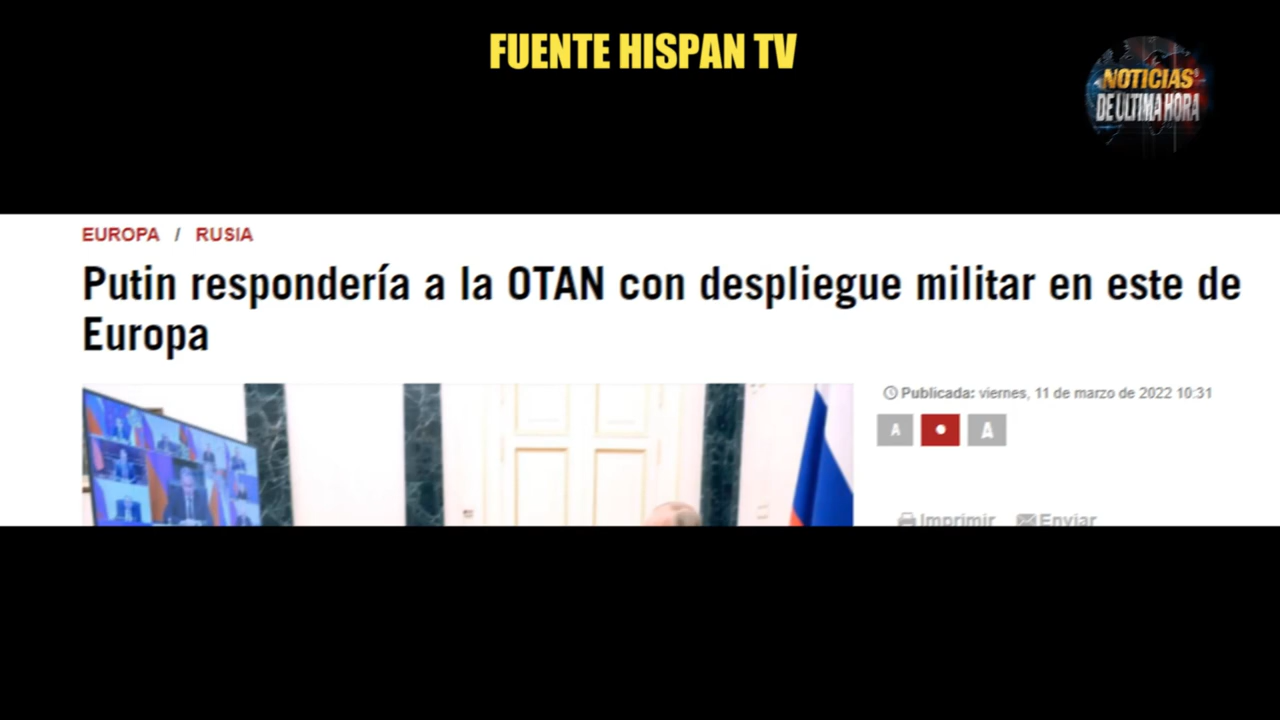 FUENTE HISPAN TV
NOTICIAS
DE ULTIMA HORA
EUROPA / RUSIA
Putin respondería a la OTAN con despliegue militar en este de
Europa
Publicada: viernes, 11 de marzo de 2022 10:31
A A
Imprimir Enviar